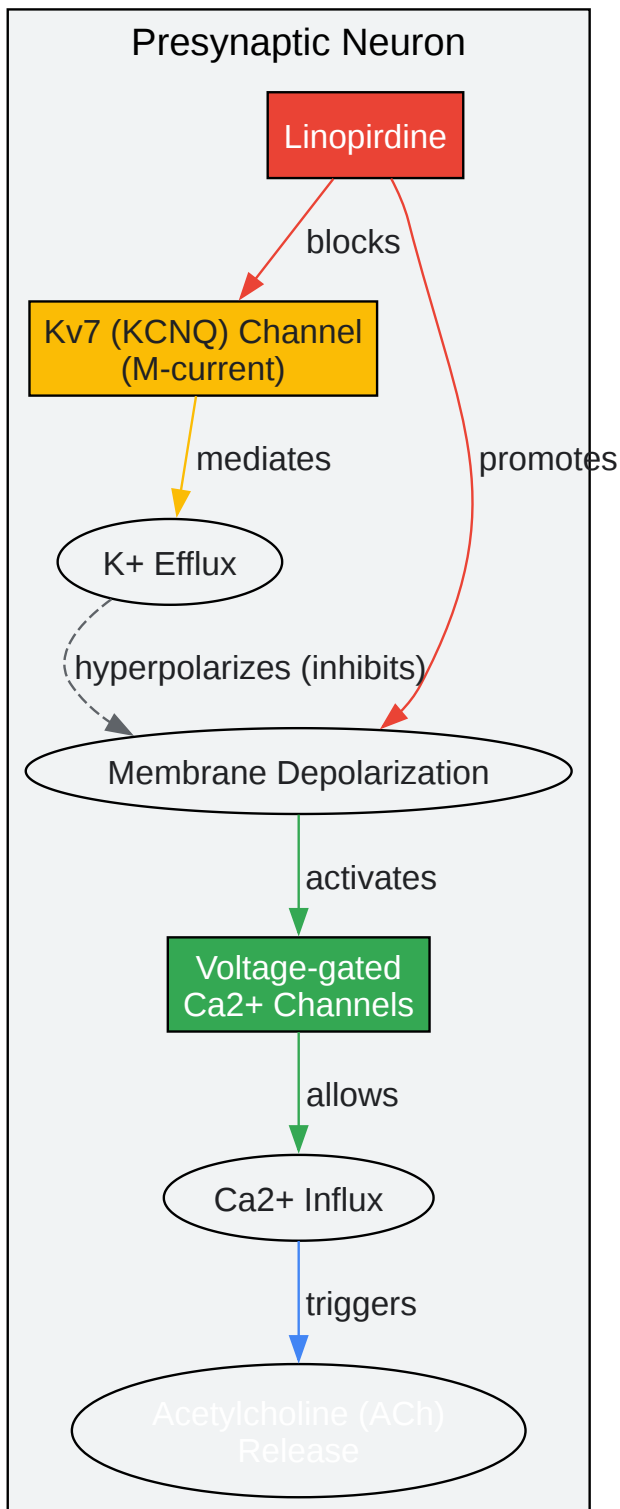 Presynaptic Neuron
Linopirdine
blocks
Kv7 (KCNQ) Channel
(M-current)
mediates
promotes
K+ Efflux
hyperpolarizes (inhibits)
Membrane Depolarization
activates
Voltage-gated
Ca2+ Channels
allows
Ca2+ Influx
triggers
Acetylcholine (ACh)
Release